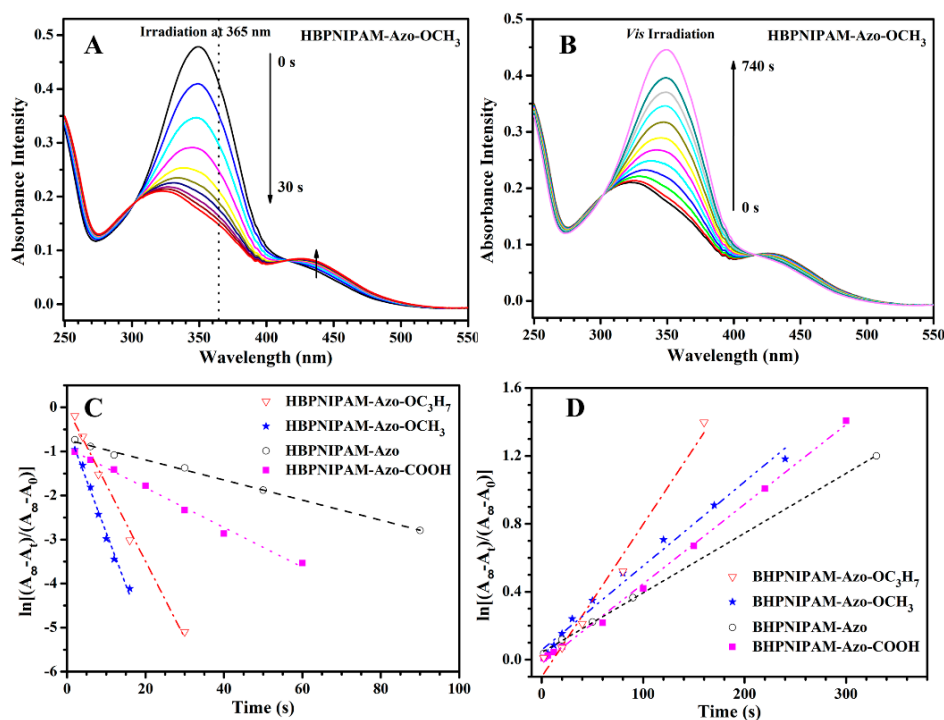 A
Irradiation at 365 nm
HBPNIPAM-Azo-OCH3
0 s
30 s
Absorbance Intensity
0.5
0.4
0.3
0.2
0.1
0.0
250 300 350 400 450 500 550
Wavelength (nm)
B
Vis Irradiation
HBPNIPAM-Azo-OCH3
740 s
0 s
Absorbance Intensity
0.5
0.4
0.3
0.2
0.1
0.0
250 300 350 400 450 500 550
Wavelength (nm)
C
HBPNIPAM-Azo-OC3H7
HBPNIPAM-Azo-OCH3
HBPNIPAM-Azo
HBPNIPAM-Azo-COOH
ln[(A8-At)/(A8-A0)]
0
-1
-2
-3
-4
-5
-6
0 20 40 60 80 100
Time (s)
D
BHPNIPAM-Azo-OC3H7
BHPNIPAM-Azo-OCH3
BHPNIPAM-Azo
BHPNIPAM-Azo-COOH
ln[(A8-At)/(A8-A0)]
1.6
1.2
0.8
0.4
0.0
0 100 200 300
Time (s)